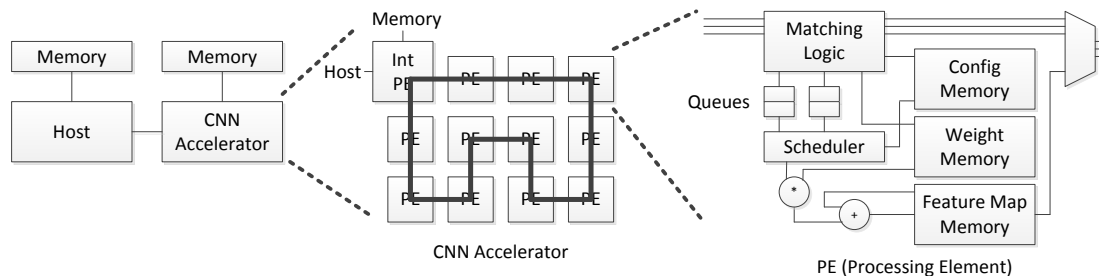 Memory
Memory
Host
CNN
Accelerator
Memory
Host
Int
PE
PE
PE
PE
PE
PE
PE
PE
PE
PE
PE
PE
CNN Accelerator
Matching
Logic
Queues
Scheduler
Config
Memory
Weight
Memory
Feature Map
Memory
*
+
PE (Processing Element)